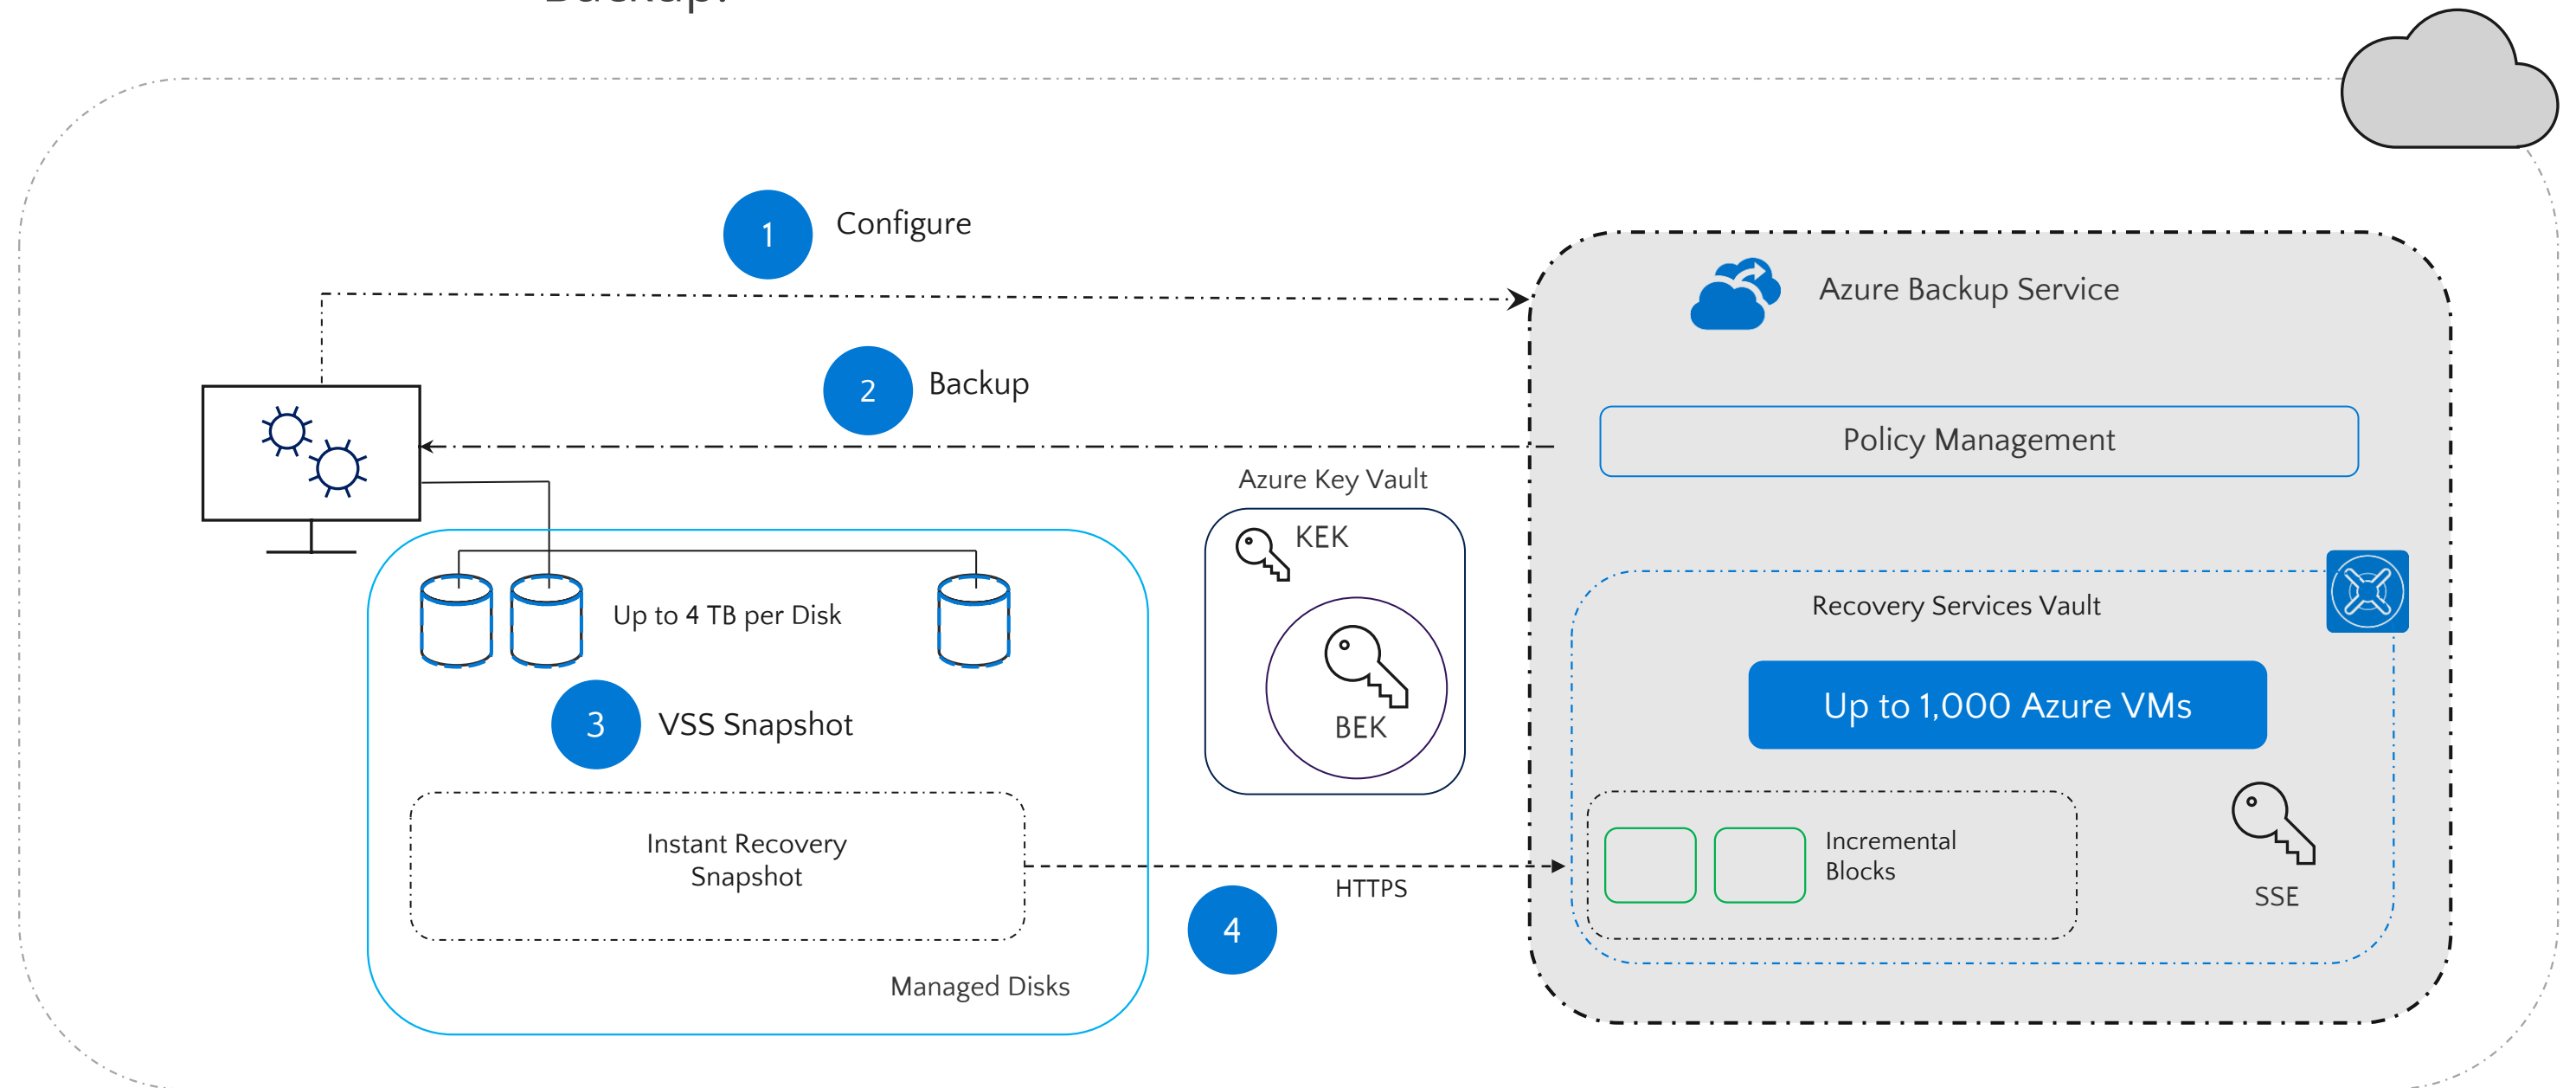 Backup.
1
Configure
Azure Backup Service
2
Backup
Policy Management
Azure Key Vault
KEK
BEK
Up to 4 TB per Disk
3
VSS Snapshot
Instant Recovery
Snapshot
Managed Disks
4
HTTPS
Recovery Services Vault
Up to 1,000 Azure VMs
Incremental
Blocks
SSE